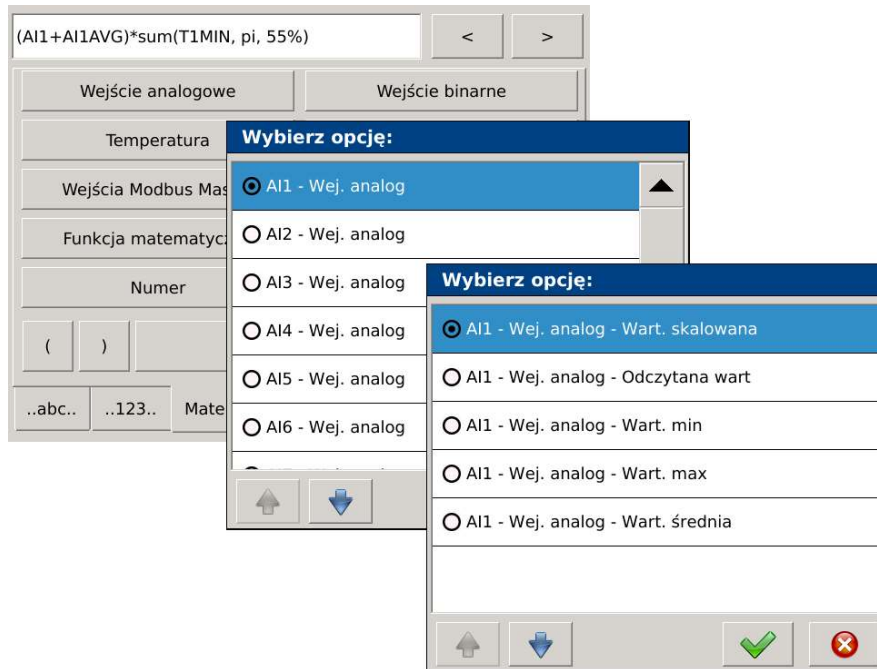 (AI1+AI1AVG)*sum(T1MIN, pi, 55%)
<
>
Wejście analogowe
Wejście binarne
Temperatura
Wejścia Modbus Mas
Funkcja matematycz
Numer
(
)
..abc..
..123..
Mate
Wybierz opcję:
AI1 - Wej. analog
AI2 - Wej. analog
AI3 - Wej. analog
AI4 - Wej. analog
AI5 - Wej. analog
AI6 - Wej. analog
Wybierz opcję:
AI1 - Wej. analog - Wart. skalowana
AI1 - Wej. analog - Odczytana wart
AI1 - Wej. analog - Wart. min
AI1 - Wej. analog - Wart. max
AI1 - Wej. analog - Wart. średnia